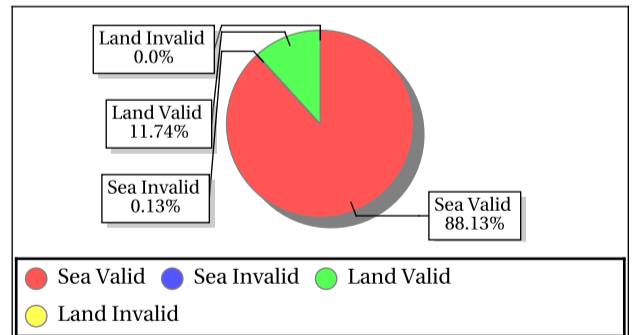 Land Invalid
0.0%
Land Valid
11.74%
Sea Invalid
0.13%
Sea Valid
88.13%
Sea Valid Sea Invalid Land Valid
Land Invalid